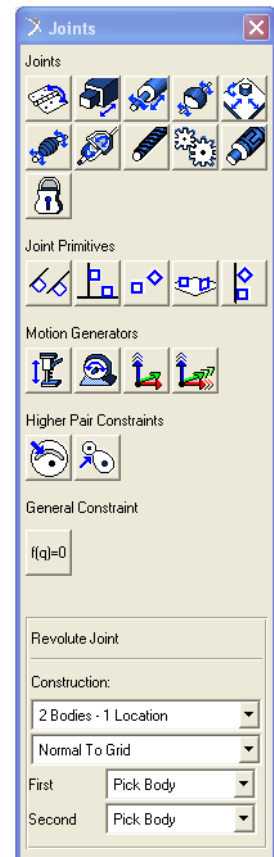 Joints
Joints
Joint Primitives
Motion Generators
Higher Pair Constraints
General Constraint
f(q)=0
Revolute Joint
Construction:
2 Bodies - 1 Location
Normal To Grid
First Pick Body
Second Pick Body